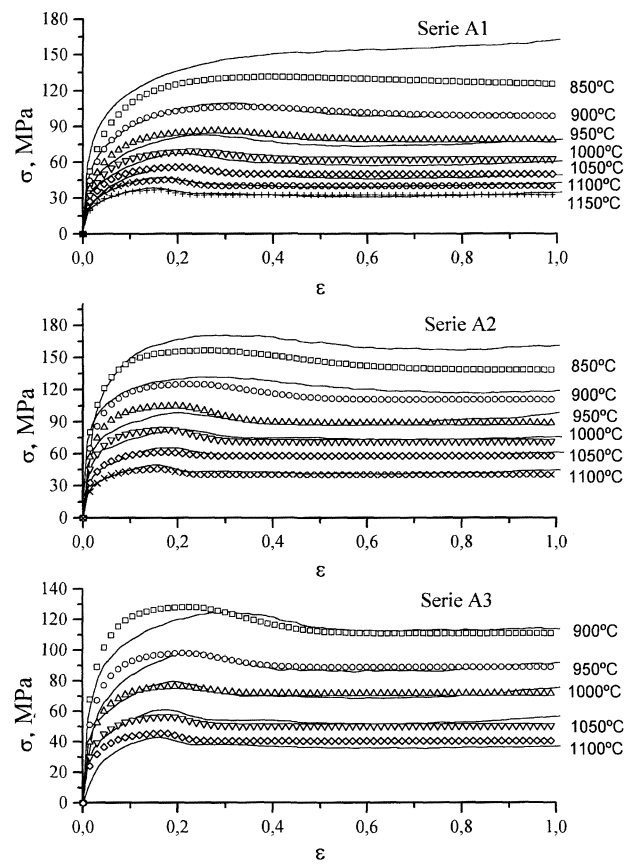 Serie A1
σ, MPa
180
150
120
90
60
30
0
850ºC
900ºC
950ºC
1000ºC
1050ºC
1100ºC
1150ºC
0,0 0,2 0,4 0,6 0,8 1,0
ε
Serie A2
σ, MPa
180
150
120
90
60
30
0
850ºC
900ºC
950ºC
1000ºC
1050ºC
1100ºC
0,0 0,2 0,4 0,6 0,8 1,0
ε
Serie A3
σ, MPa
140
120
100
80
60
40
20
0
900ºC
950ºC
1000ºC
1050ºC
1100ºC
0,0 0,2 0,4 0,6 0,8 1,0
ε